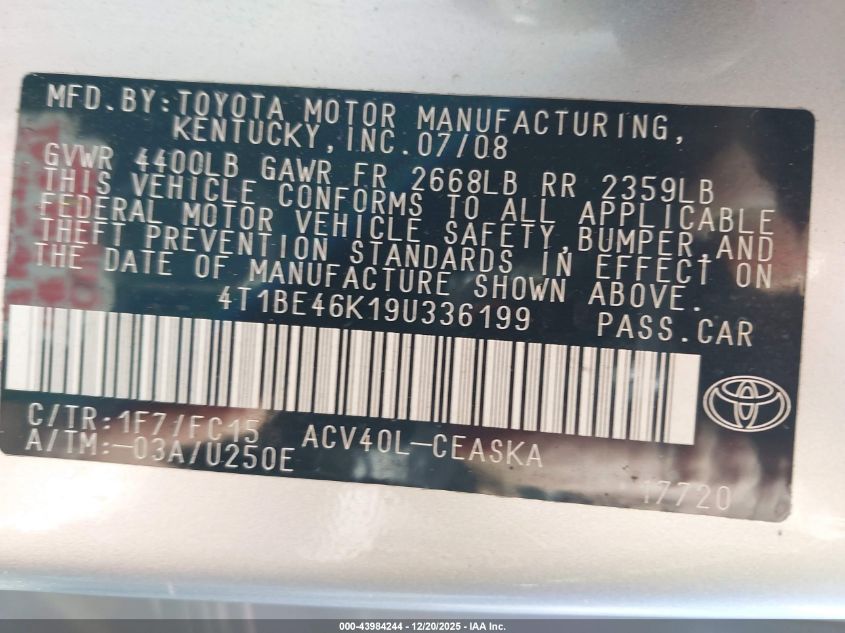 MFD.BY:TOYOTA MOTOR MANUFACTURING,
KENTUCKY,INC.07/08
GVWR 4400LB GAWR FR 2668LB RR 2359LB
THIS VEHICLE CONFORMS TO ALL APPLICABLE
FEDERAL MOTOR VEHICLE SAFETY,BUMPER,AND
THEFT PREVENTION STANDARDS IN EFFECT ON
THE DATE OF MANUFACTURE SHOWN ABOVE.
4T1BE46K19U336199 PASS.CAR
C/TR:1F7/FC15 ACV40L-CEASKA
A/TM:-03A/U250E
17720
000-43984244 - 12/20/2025 - IAA Inc.